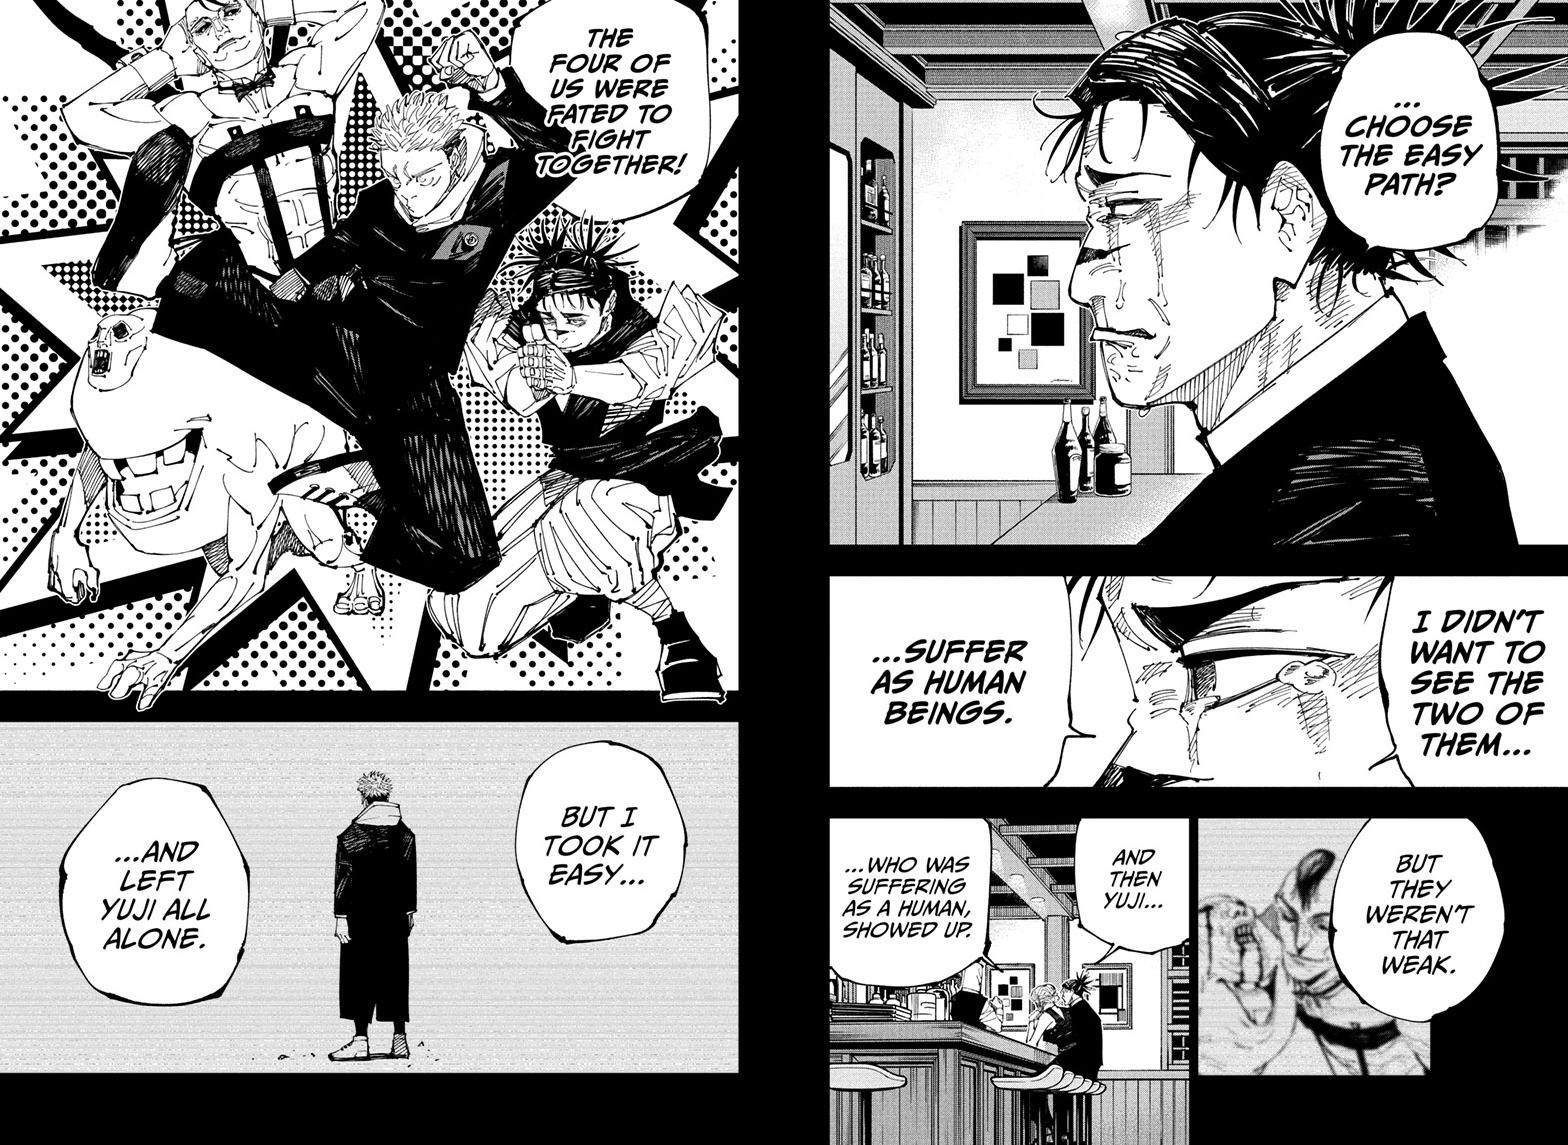 ...
CHOOSE
THE EASY
PATH?
I DIDN'T
WANT TO
SEE THE
TWO OF
THEM...
...SUFFER
AS HUMAN
BEINGS.
BUT
THEY
WEREN'T
THAT
WEAK.
AND
THEN
YUJI...
...WHO WAS
SUFFERING
AS A HUMAN,
SHOWED UP.
THE
FOUR OF
US WERE
FATED TO
FIGHT
TOGETHER!
BUT I
TOOK IT
EASY...
...AND
LEFT
YUJI ALL
ALONE.